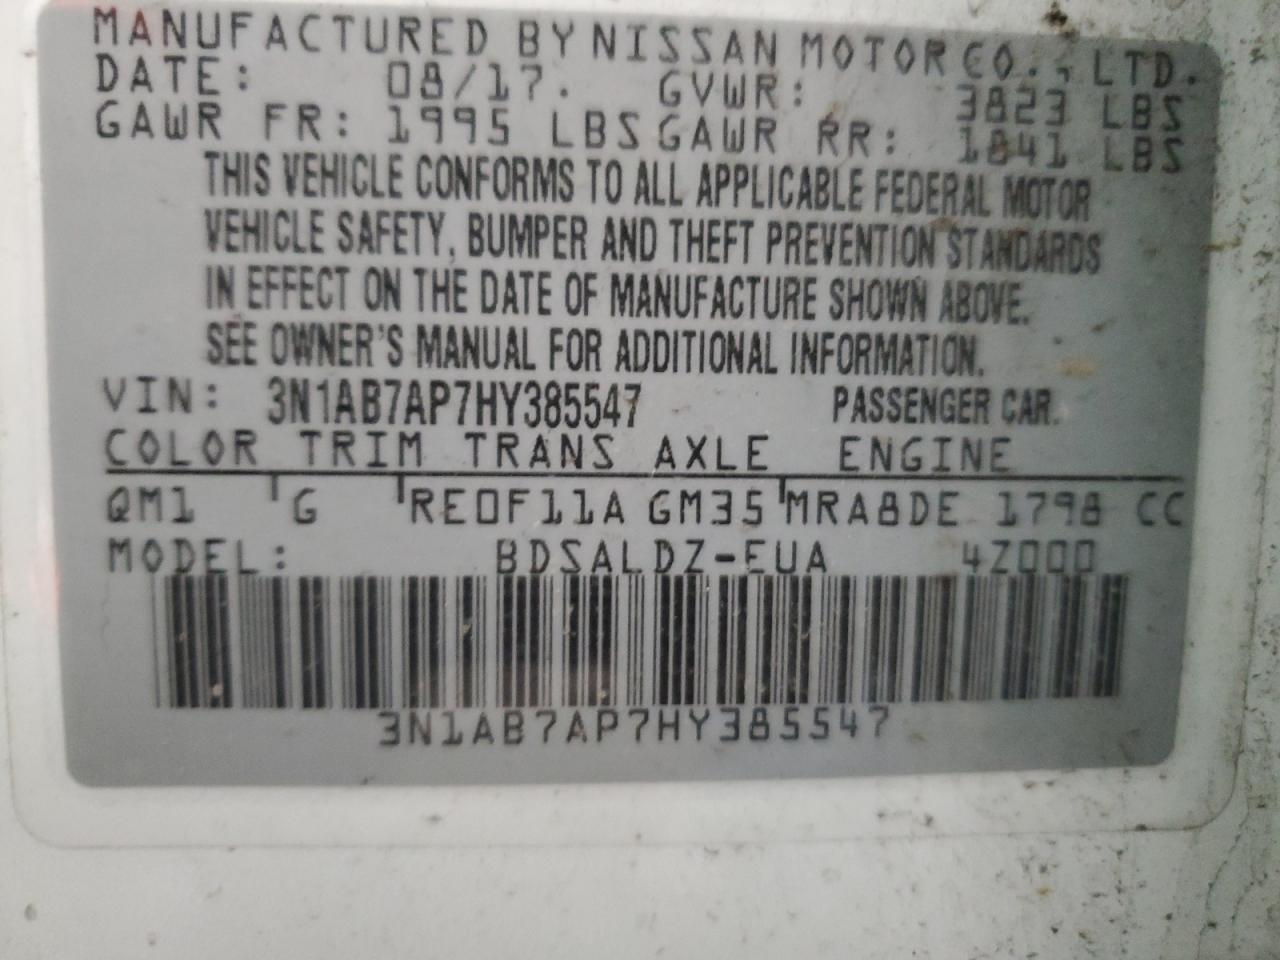 MANUFACTURED BY NISSAN MOTOR CO., LTD.
DATE: 08/17. GVWR: 3823 LBS
GAWR FR: 1995 LBS GAWR RR: 1841 LBS
THIS VEHICLE CONFORMS TO ALL APPLICABLE FEDERAL MOTOR
VEHICLE SAFETY, BUMPER AND THEFT PREVENTION STANDARDS
IN EFFECT ON THE DATE OF MANUFACTURE SHOWN ABOVE.
SEE OWNER'S MANUAL FOR ADDITIONAL INFORMATION.
VIN: 3N1AB7AP7HY385547 PASSENGER CAR.
COLOR TRIM TRANS AXLE ENGINE
QM1 G RE0F11A GM35 MRA8DE 1798 CC
MODEL: BDSALDZ-EUA 4Z000
3N1AB7AP7HY385547